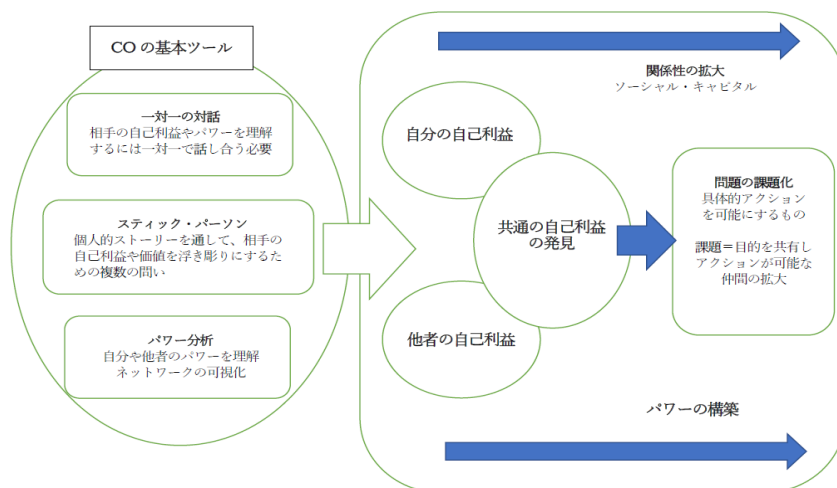 COの基本ツール
一対一の対話
相手の自己利益やパワーを理解
するには一対一で話し合う必要
スティック・パーソン
個人的ストーリーを通して、相手の
自己利益や価値を浮き彫りにするた
めの複数の問い
パワー分析
自分や他者のパワーを理解
ネットワークの可視化
関係性の拡大
ソーシャル・キャピタル
自分の自己利益
共通の自己利益
の発見
他者の自己利益
問題の課題化
具体的アクション
を可能にするもの
課題＝目的を共有し
アクションが可能な
仲間の拡大
パワーの構築